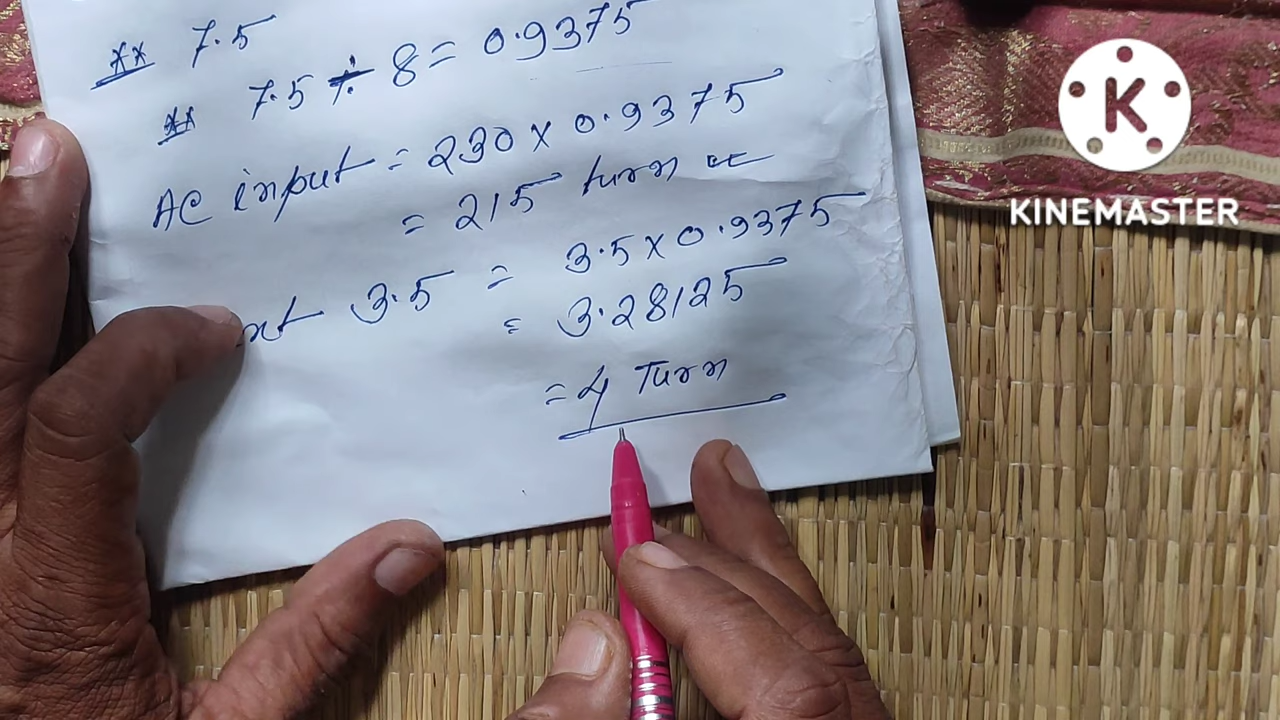 ** 7.5
** 7.5 ÷ 8 = 0.9375
AC input = 230 x 0.9375
= 215 turn
3.5 = 3.5 x 0.9375
= 3.28125
= 4 Turn
K
KINEMASTER